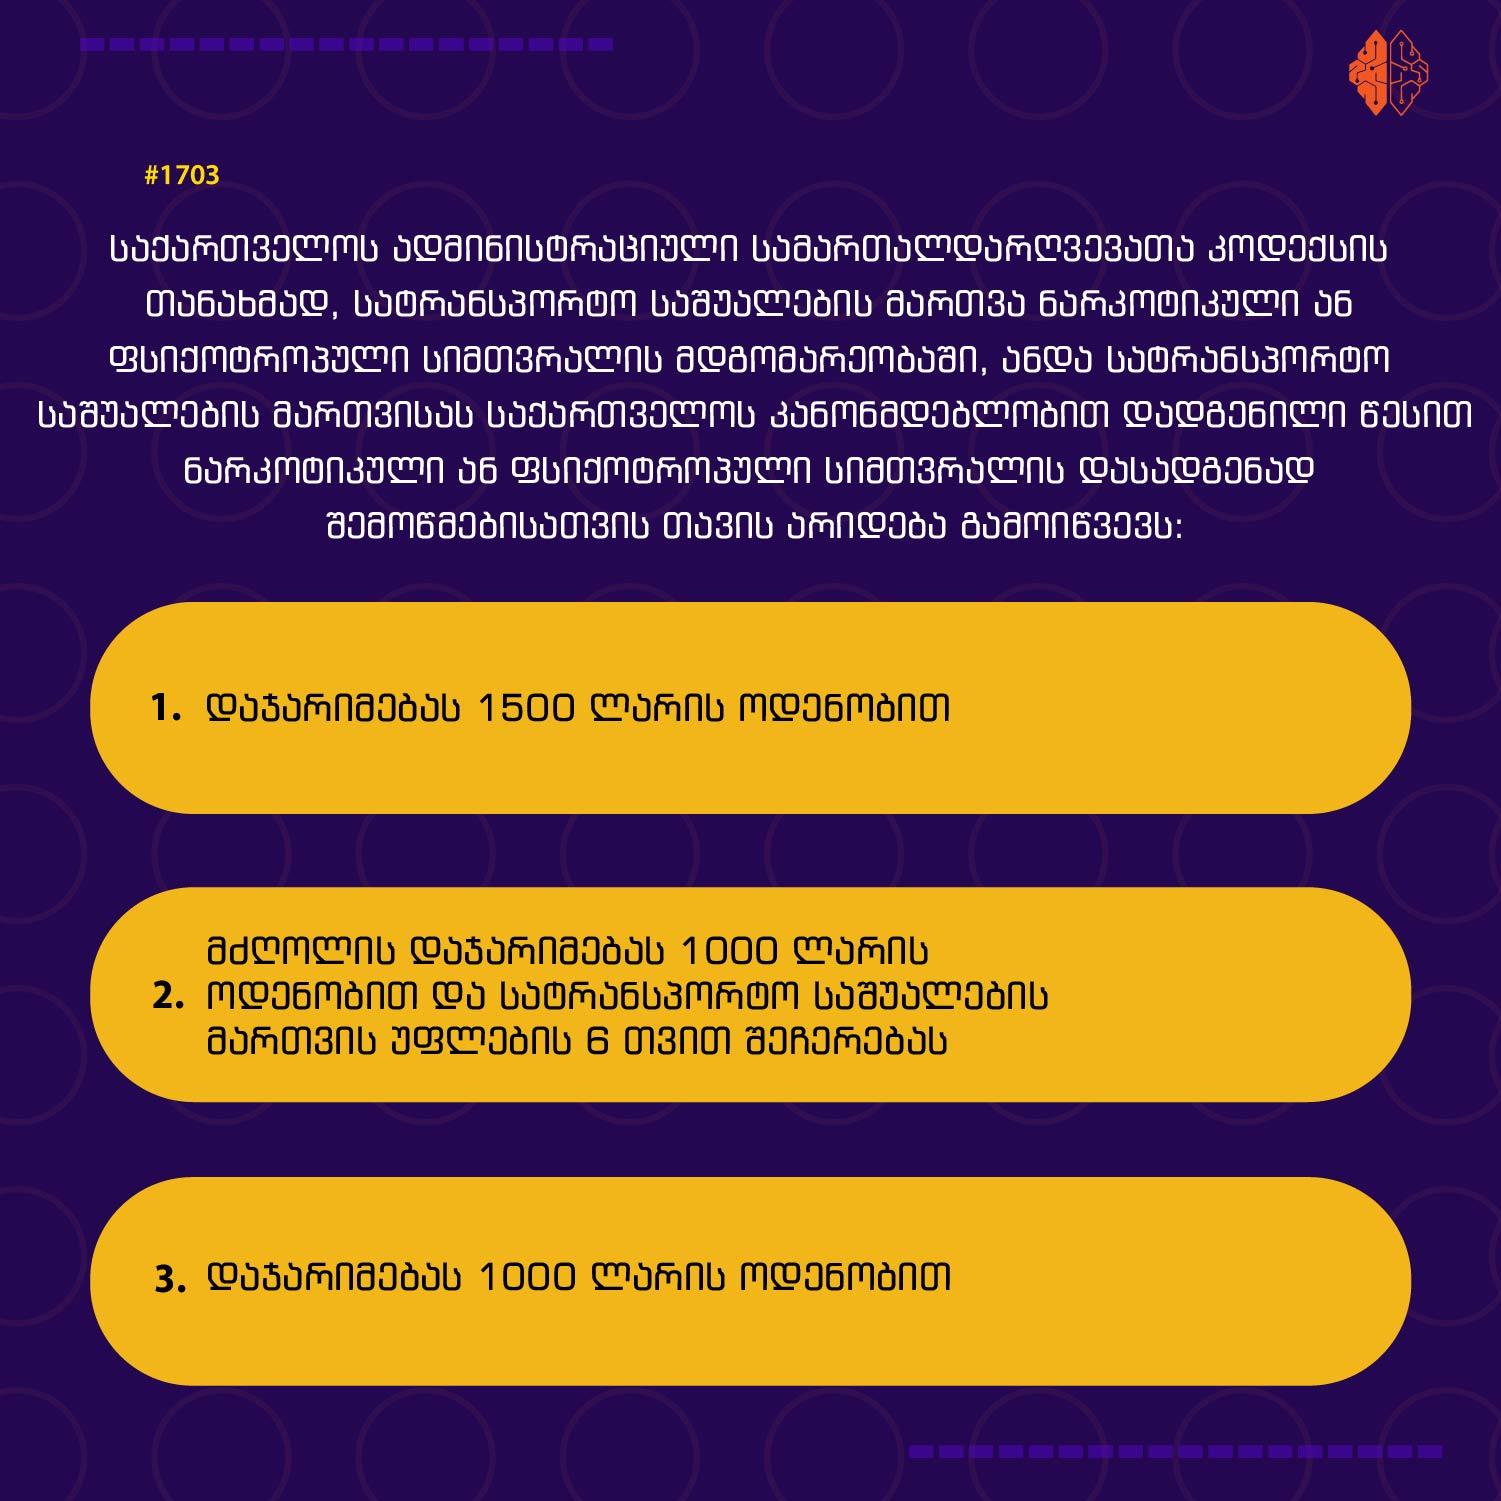 #1703
საქართველოს ადმინისტრაციული სამართალდარღვევათა კოდექსის
თანახმად, სატრანსპორტო საშუალების მართვა ნარკოტიკული ან
ფსიქოტროპული სიმთვრალის მდგომარეობაში, ანდა სატრანსპორტო
საშუალების მართვისას საქართველოს კანონმდებლობით დადგენილი წესით
ნარკოტიკული ან ფსიქოტროპული სიმთვრალის დასადგენად
შემოწმებისათვის თავის არიდება გამოიწვევს:
1. დაჯარიმებას 1500 ლარის ოდენობით
მძღოლის დაჯარიმებას 1000 ლარის
2. ოდენობით და სატრანსპორტო საშუალების
მართვის უფლების 6 თვით შეჩერებას
3. დაჯარიმებას 1000 ლარის ოდენობით